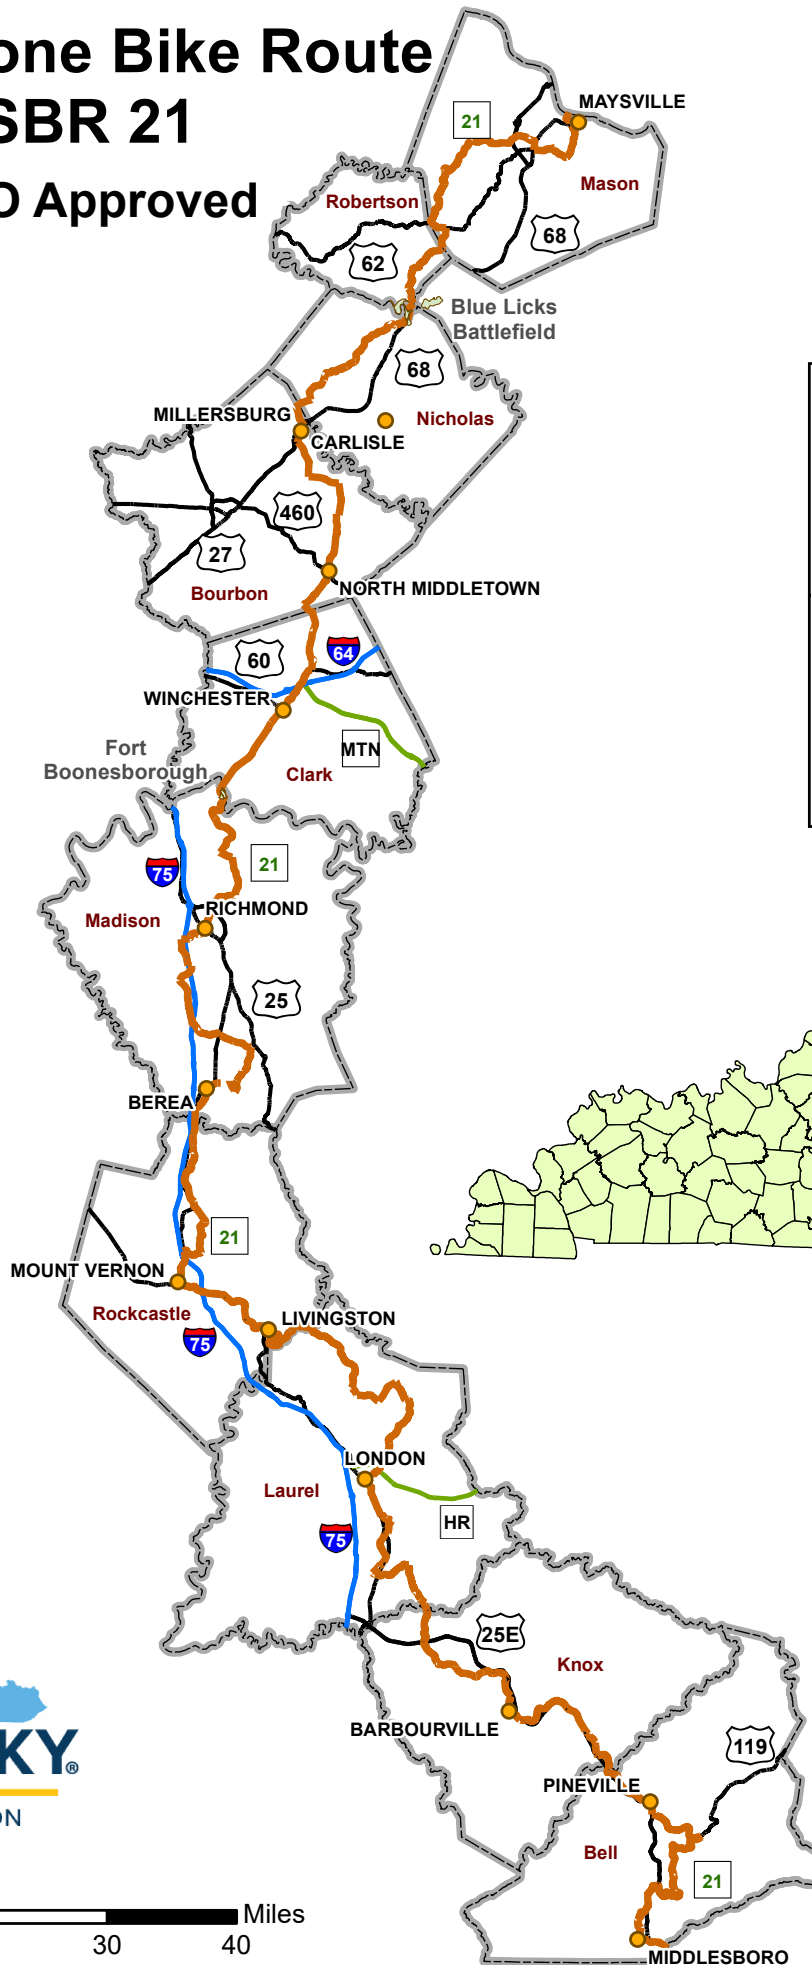 one Bike Route
SBR 21
O Approved
MAYSVILLE
21
Mason
Robertson
68
62
Blue Licks
Battlefield
68
MILLERSBURG
Nicholas
CARLISLE
460
27
Bourbon
NORTH MIDDLETOWN
60
64
WINCHESTER
MTN
Fort
Boonesborough
Clark
75
21
RICHMOND
Madison
25
BEREA
21
MOUNT VERNON
Rockcastle
LIVINGSTON
75
LONDON
Laurel
HR
75
25E
Knox
BARBOURVILLE
119
PINEVILLE
KY®
ON
Bell
21
Miles
30 40
MIDDLESBORO